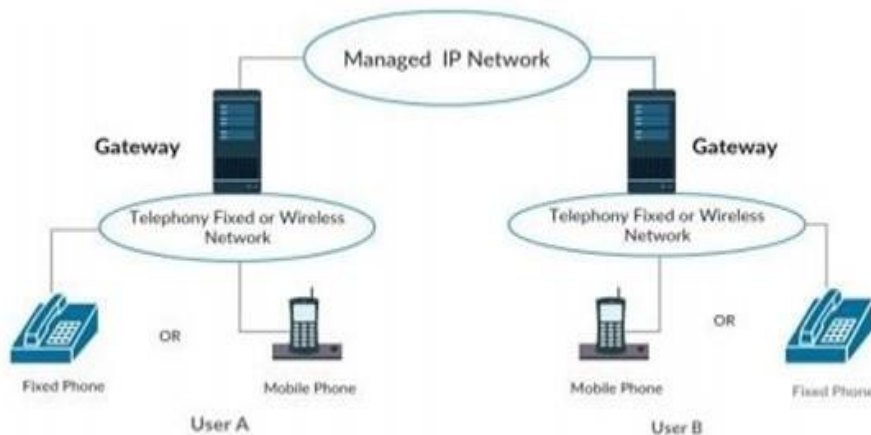 Managed IP Network
Gateway
Gateway
Telephony Fixed or Wireless
Network
Telephony Fixed or Wireless
Network
OR
OR
Fixed Phone
Mobile Phone
Mobile Phone
Fixed Phone
User A
User B